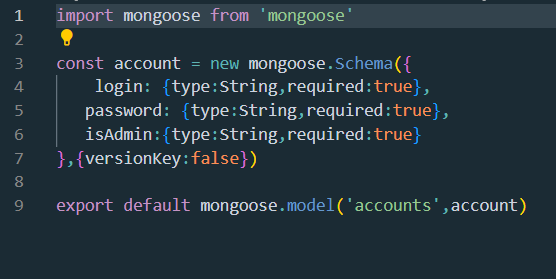 1 import mongoose from 'mongoose'
2
3 const account = new mongoose.Schema({
4      login: {type:String,required:true},
5     password: {type:String,required:true},
6     isAdmin:{type:String,required:true}
7 },{versionKey:false})
8
9 export default mongoose.model('accounts',account)